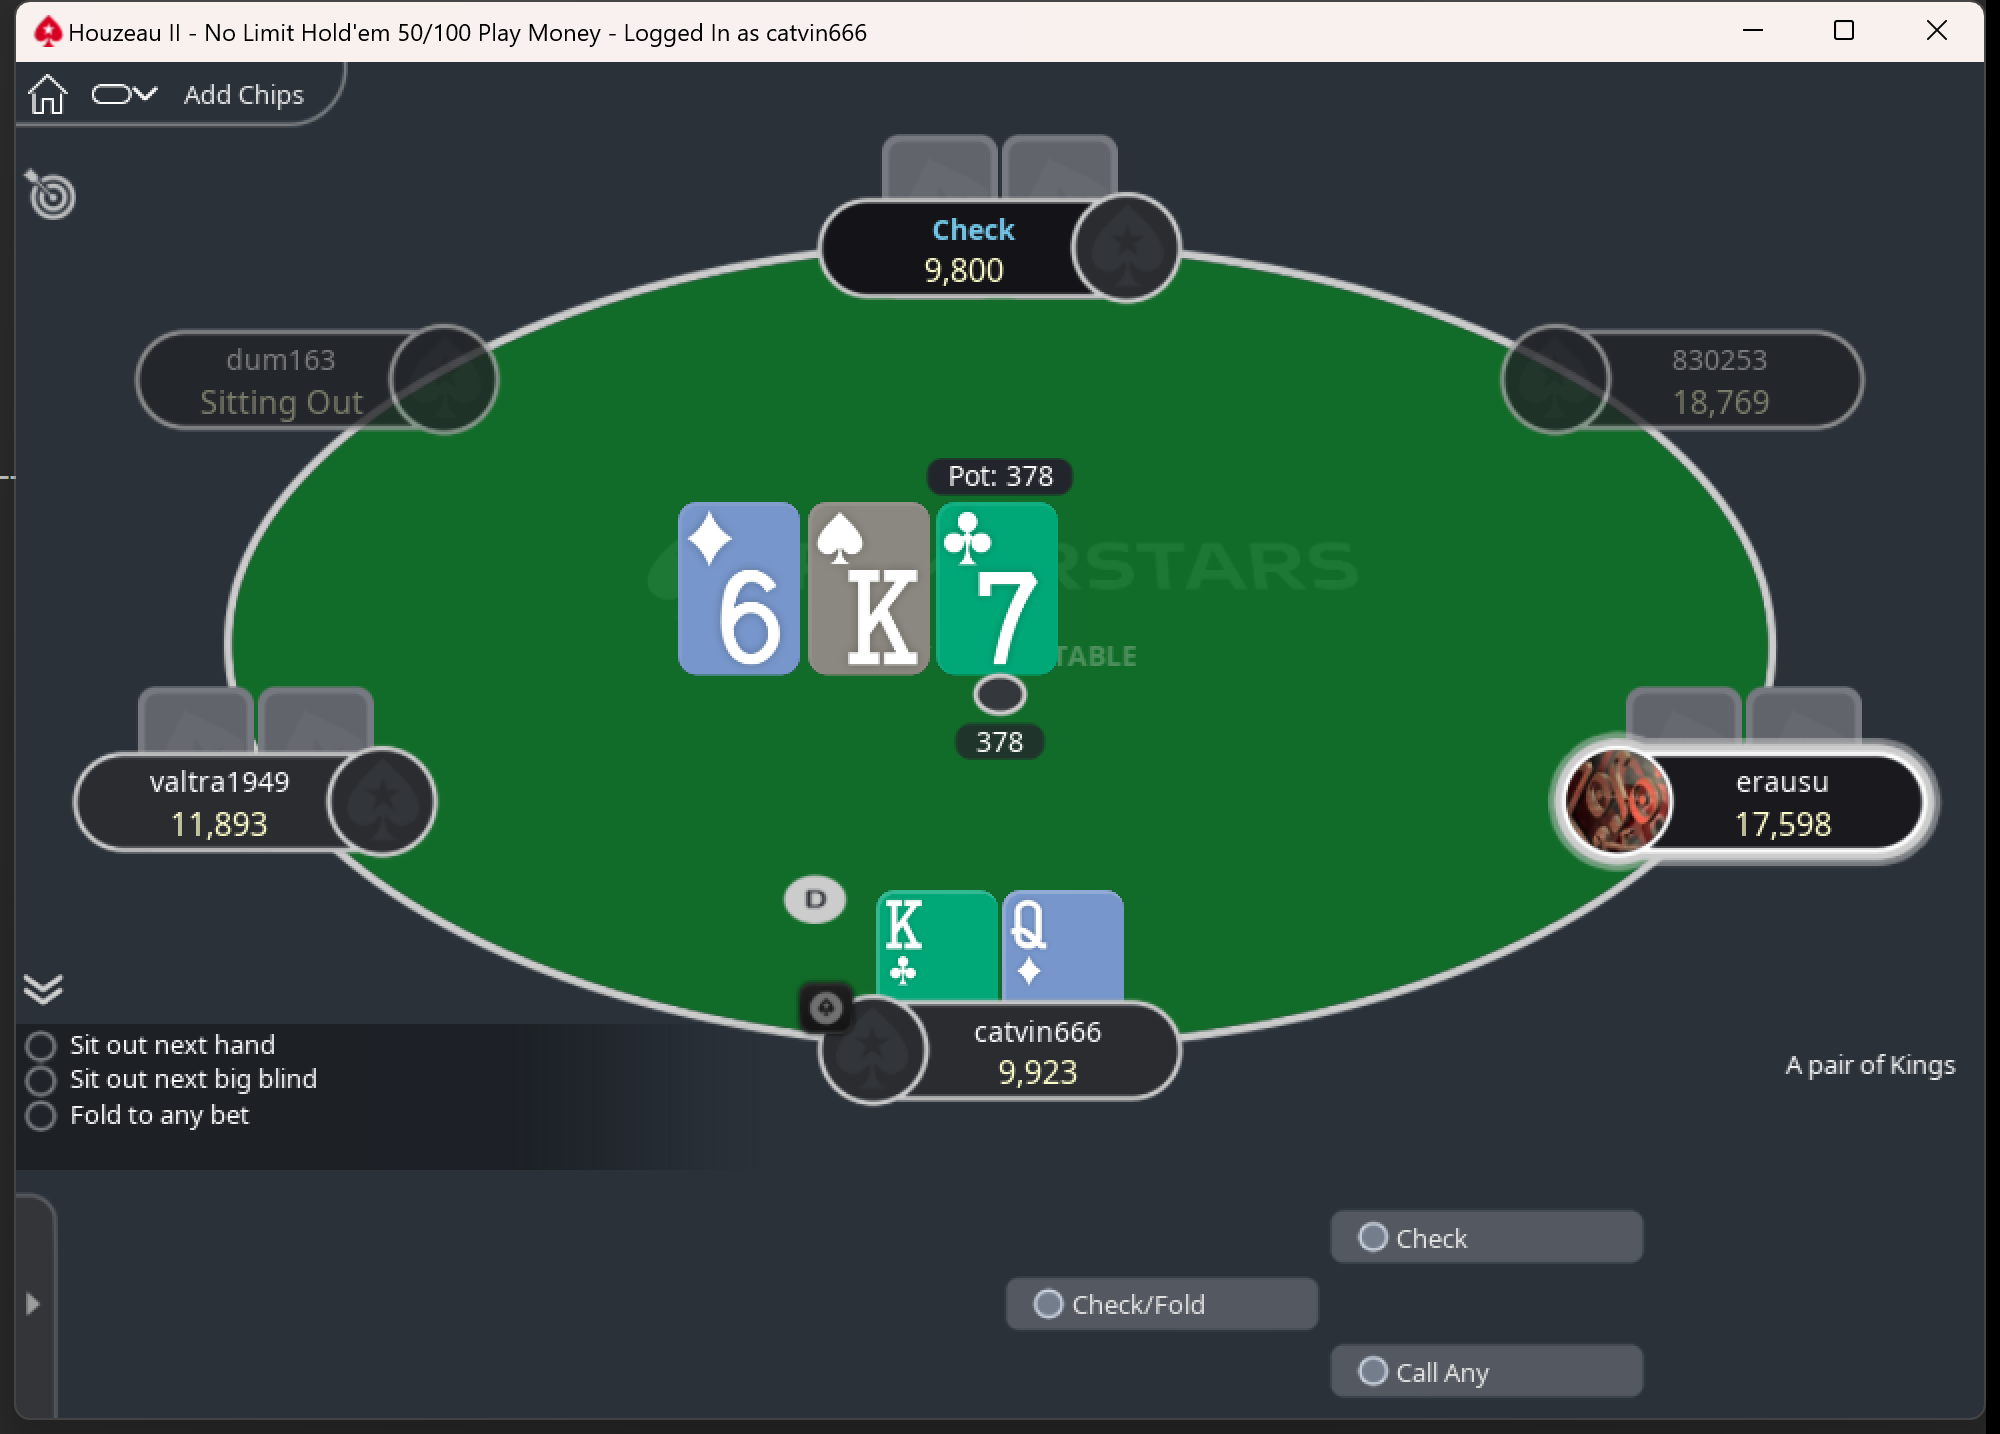 Houzeau II - No Limit Hold'em 50/100 Play Money - Logged In as catvin666
Add Chips
Check
9,800
dum163
Sitting Out
830253
18,769
Pot: 378
6
K
7
RSTARS
TABLE
378
valtra1949
11,893
erausu
17,598
D
K
Q
catvin666
9,923
Sit out next hand
Sit out next big blind
Fold to any bet
A pair of Kings
Check
Check/Fold
Call Any